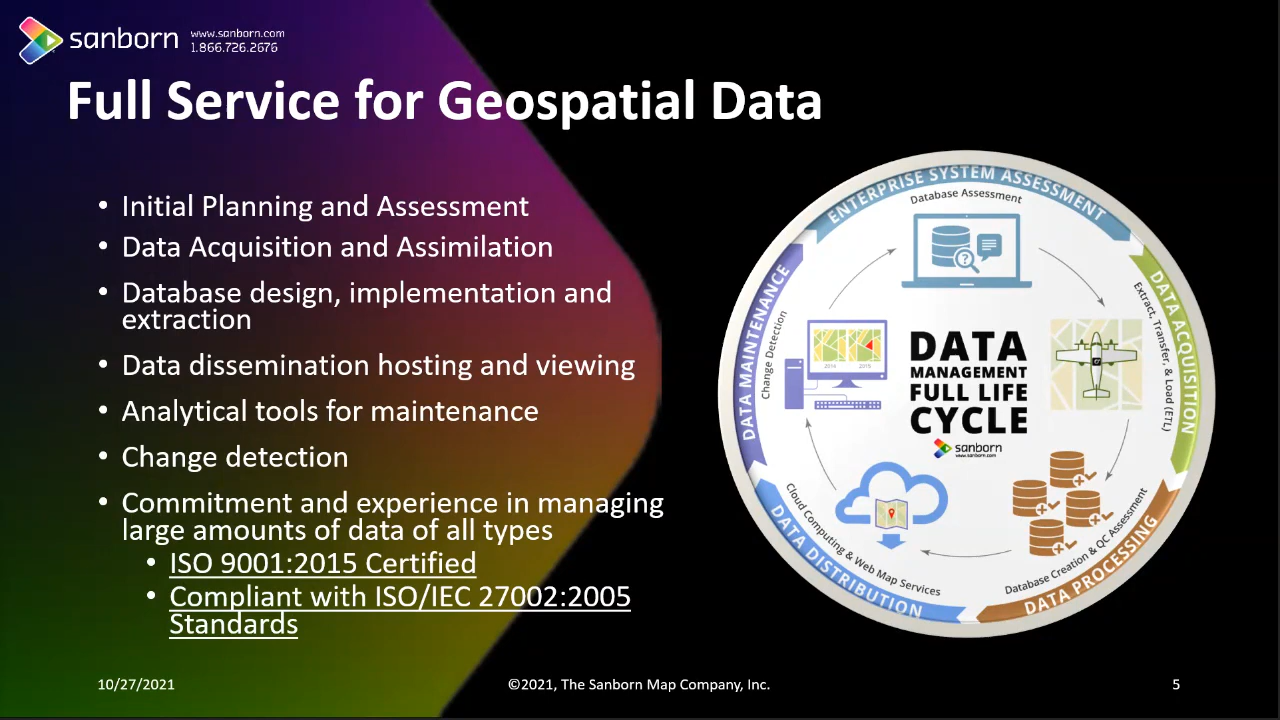 sanborn
www.sanborn.com
1.866.726.2676
Full Service for Geospatial Data
• Initial Planning and Assessment
• Data Acquisition and Assimilation
• Database design, implementation and
extraction
• Data dissemination hosting and viewing
• Analytical tools for maintenance
• Change detection
• Commitment and experience in managing
large amounts of data of all types
• ISO 9001:2015 Certified
• Compliant with ISO/IEC 27002:2005
Standards
ENTERPRISE SYSTEM ASSESSMENT
Database Assessment
?
DATA ACQUISITION
Extract, Transfer, & Load (ETL)
DATA PROCESSING
Database Creation & QC Assessment
DATA DISTRIBUTION
Cloud Computing & Web Map Services
DATA MAINTENANCE
Change Detection
2014 2015
DATA
MANAGEMENT
FULL LIFE
CYCLE
sanborn
www.sanborn.com
10/27/2021
©2021, The Sanborn Map Company, Inc.
5